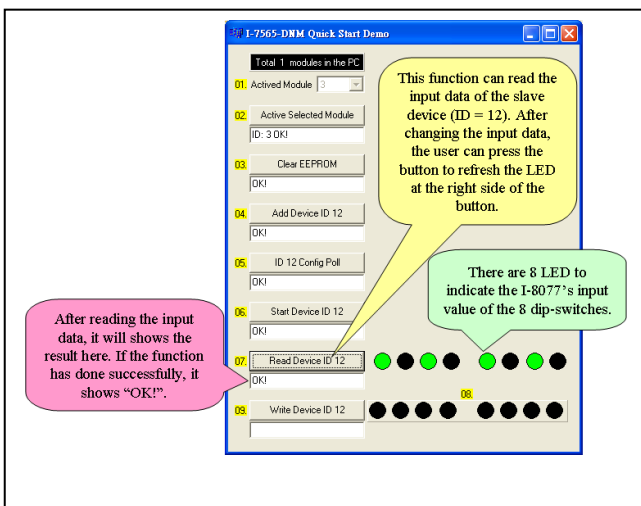 I-7565-DNM Quick Start Demo
Total 1 modules in the PC
01. Actived Module 3
02. Active Selected Module
ID: 3 OK!
03. Clear EEPROM
OK!
04. Add Device ID 12
OK!
05. ID 12 Config Poll
OK!
06. Start Device ID 12
OK!
07. Read Device ID 12
OK!
08.
09. Write Device ID 12
This function can read the
input data of the slave
device (ID = 12). After
changing the input data,
the user can press the
button to refresh the LED
at the right side of the
button.
There are 8 LED to
indicate the I-8077's input
value of the 8 dip-switches.
After reading the input
data, it will shows the
result here. If the function
has done successfully, it
shows “OK!”.